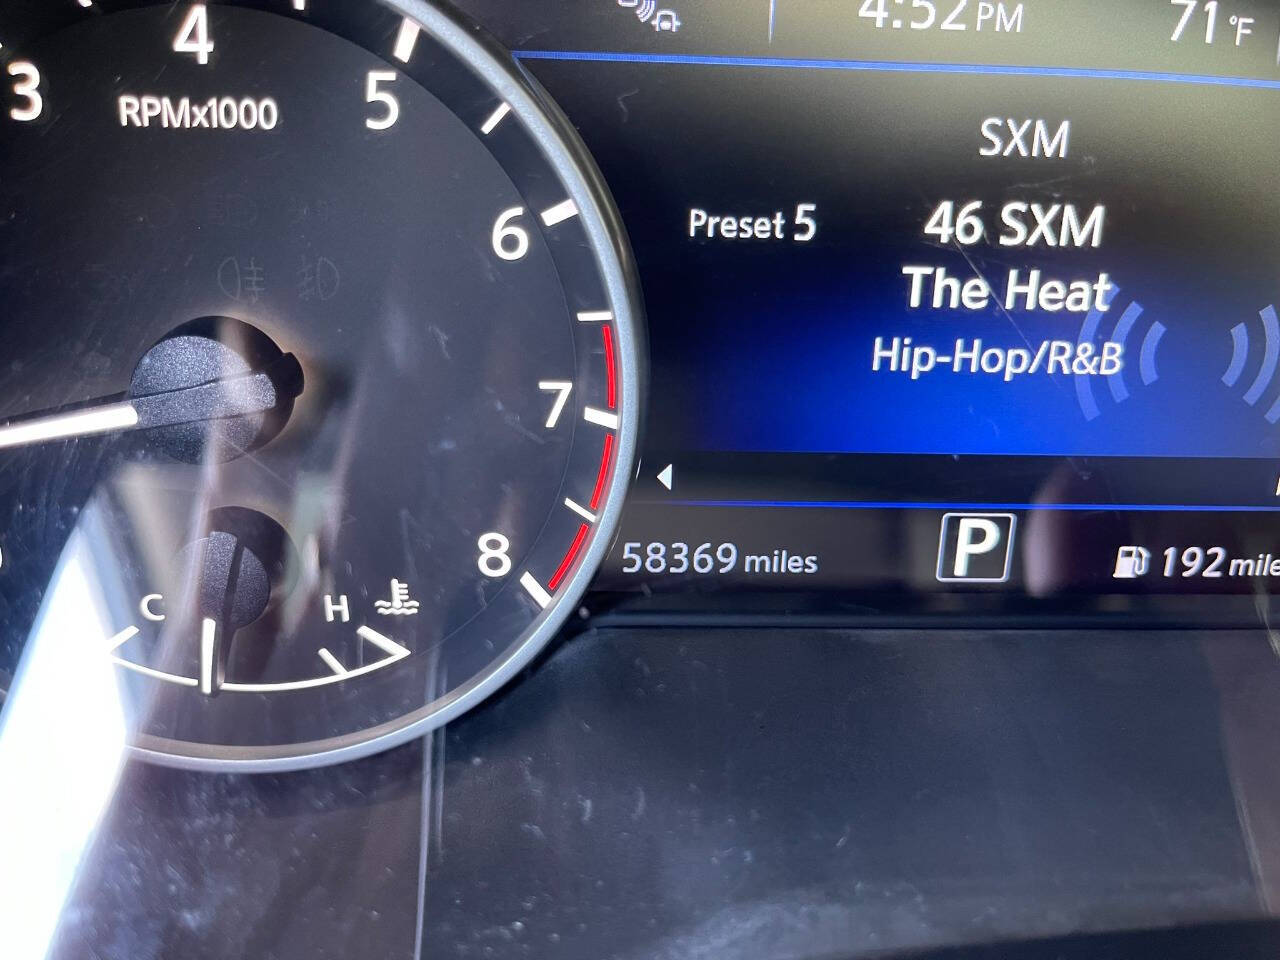 4:52 PM 71 °F
3 4 5 6 7 8
RPMx1000
SXM
Preset 5 46 SXM
The Heat
Hip-Hop/R&B
58369 miles P 192 mile
C H